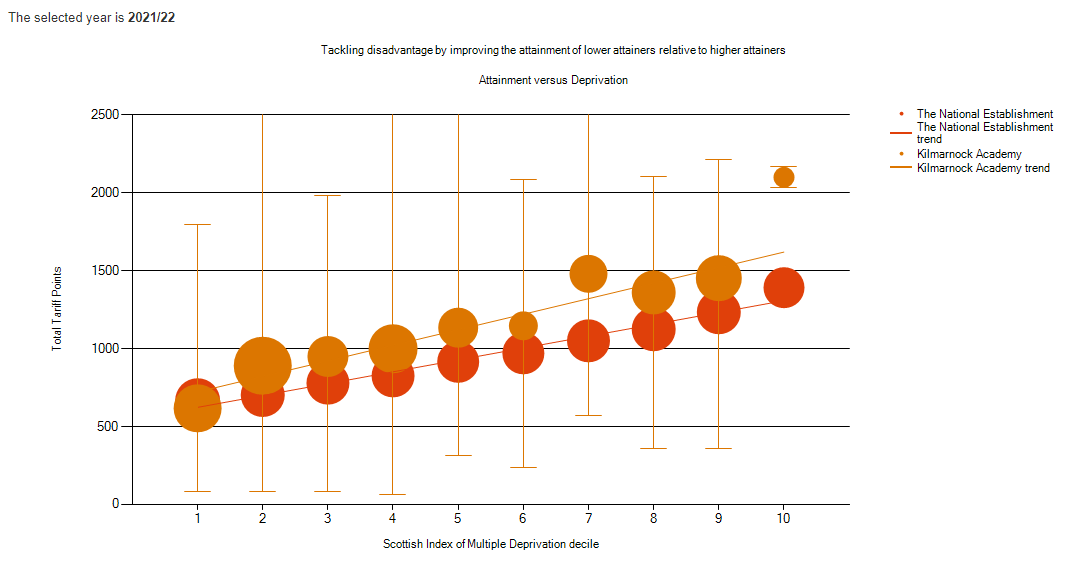 The selected year is 2021/22
Tackling disadvantage by improving the attainment of lower attainers relative to higher attainers
Attainment versus Deprivation
2500
2000
1500
1000
500
0
Total Tariff Points
1 2 3 4 5 6 7 8 9 10
Scottish Index of Multiple Deprivation decile
The National Establishment
The National Establishment
trend
Kilmarnock Academy
Kilmarnock Academy trend